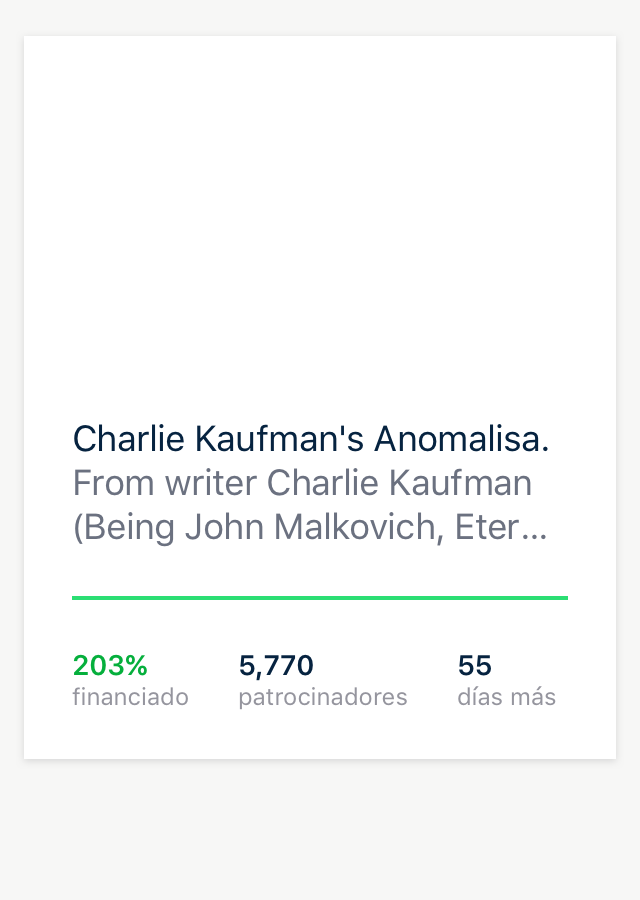 Charlie Kaufman's Anomalisa.
From writer Charlie Kaufman
(Being John Malkovich, Eter…
203% 5,770 55
financiado patrocinadores días más